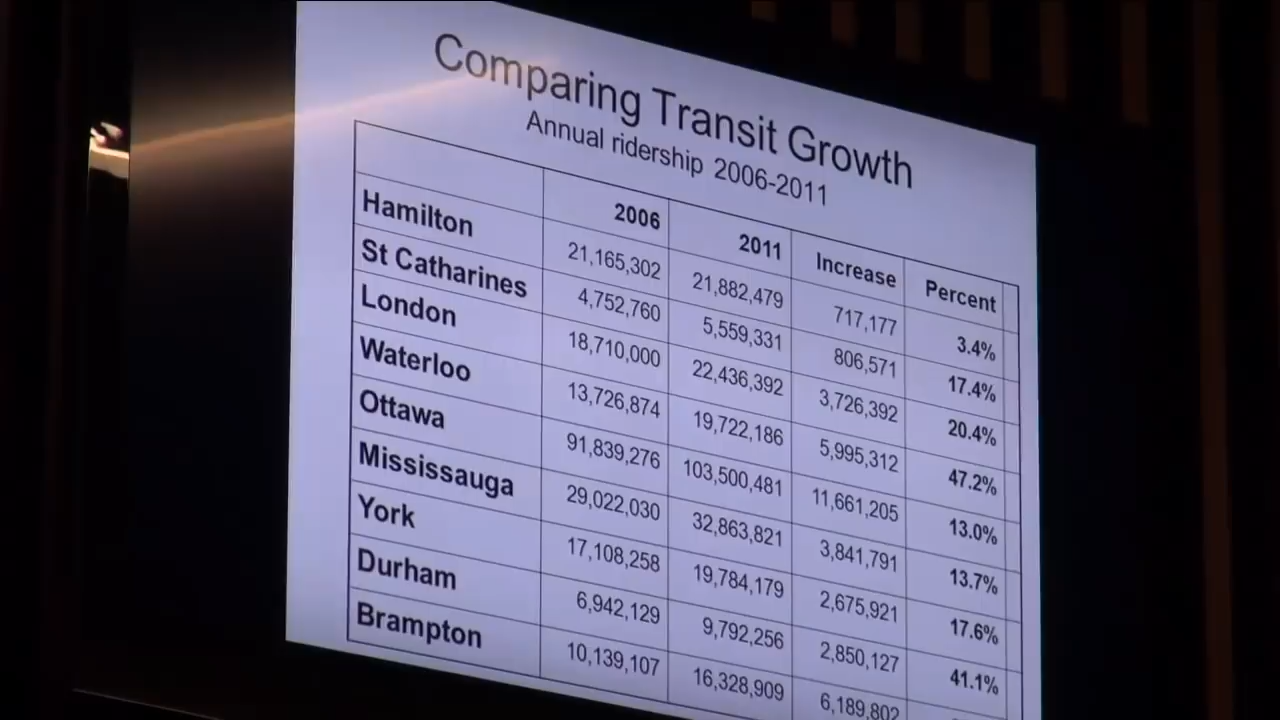 Comparing Transit Growth
Annual ridership 2006-2011
2006 2011 Increase Percent
Hamilton 21,165,302 21,882,479 717,177 3.4%
St Catharines 4,752,760 5,559,331 806,571 17.4%
London 18,710,000 22,436,392 3,726,392 20.4%
Waterloo 13,726,874 19,722,186 5,995,312 47.2%
Ottawa 91,839,276 103,500,481 11,661,205 13.0%
Mississauga 29,022,030 32,863,821 3,841,791 13.7%
York 17,108,258 19,784,179 2,675,921 17.6%
Durham 6,942,129 9,792,256 2,850,127 41.1%
Brampton 10,139,107 16,328,909 6,189,802